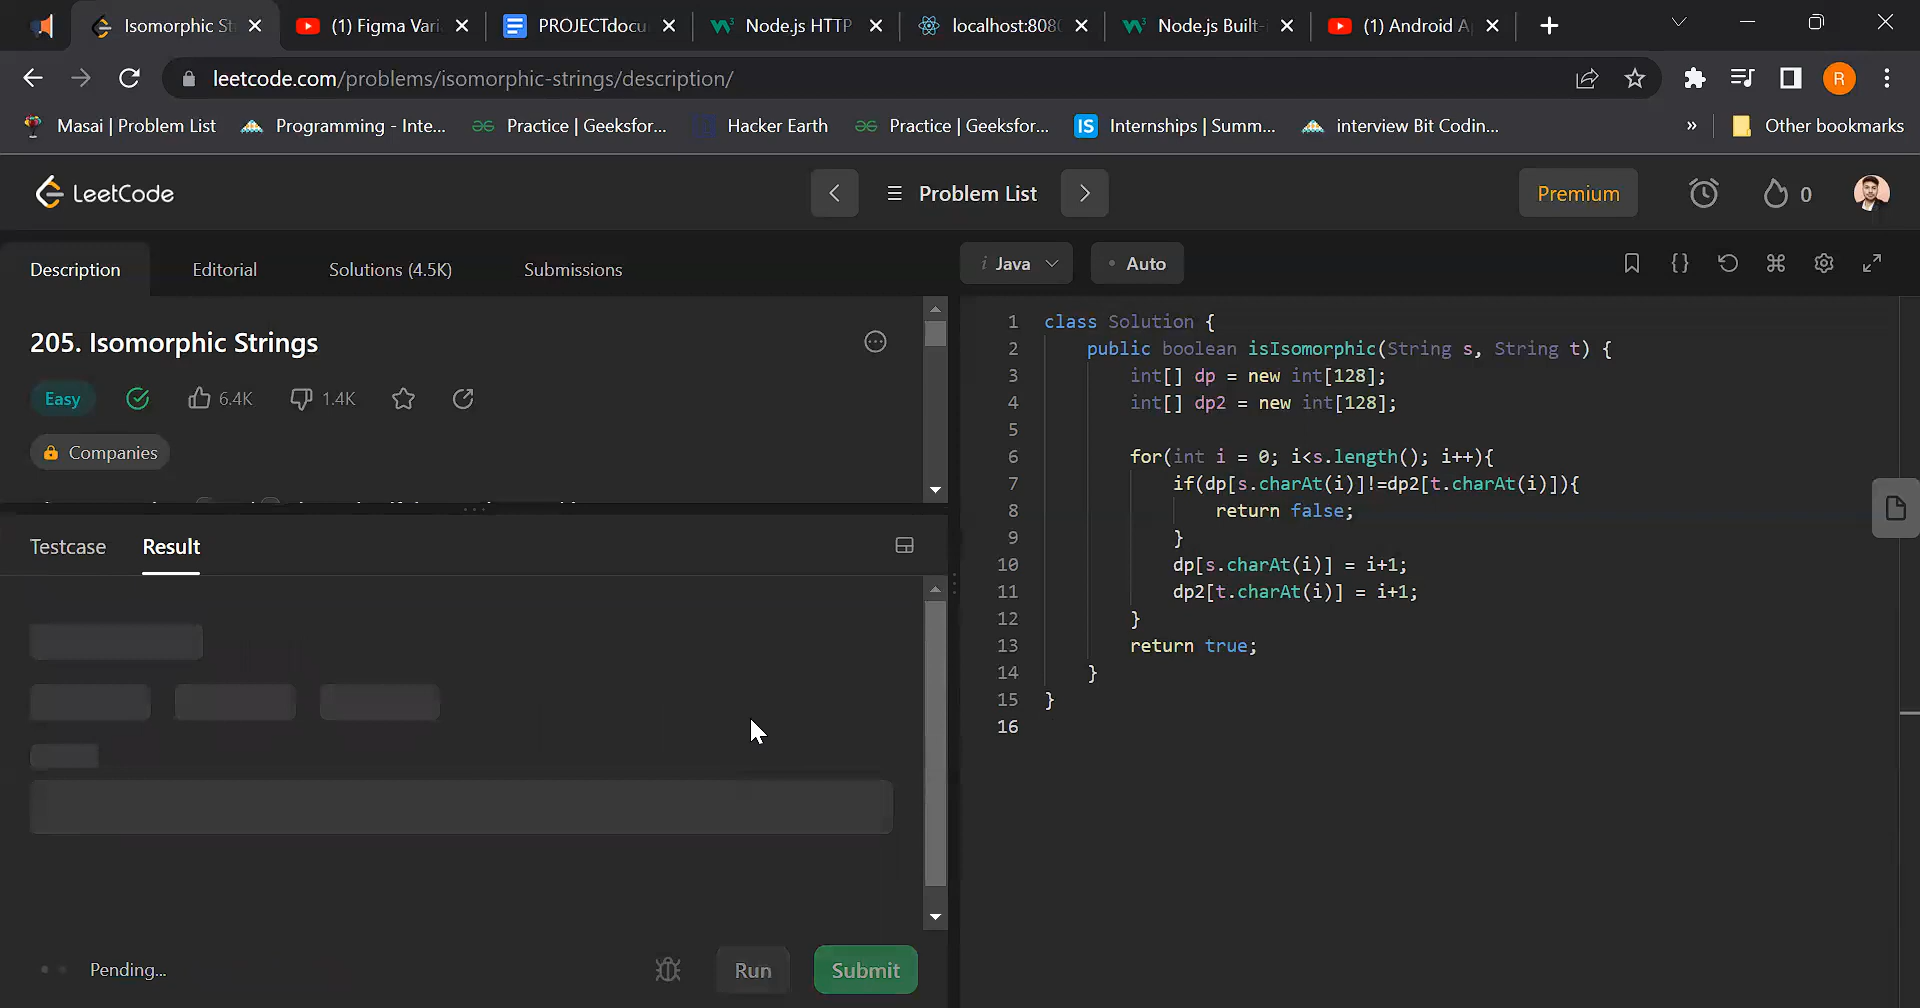 Isomorphic St
(1) Figma Vari
PROJECTdocu
Node.js HTTP
localhost:808
Node.js Built-
(1) Android A
leetcode.com/problems/isomorphic-strings/description/
R
Masai | Problem List
Programming - Inte...
Practice | Geeksfor...
Hacker Earth
Practice | Geeksfor...
IS Internships | Summ...
interview Bit Codin...
»
Other bookmarks
LeetCode
Problem List
Premium
0
Description
Editorial
Solutions (4.5K)
Submissions
i Java
Auto
{}
205. Isomorphic Strings
Easy
6.4K
1.4K
Companies
Testcase
Result
Pending...
Run
Submit
1 class Solution {
2 public boolean isIsomorphic(String s, String t) {
3 int[] dp = new int[128];
4 int[] dp2 = new int[128];
5
6 for(int i = 0; i<s.length(); i++){
7 if(dp[s.charAt(i)]!=dp2[t.charAt(i)]){
8 return false;
9 }
10 dp[s.charAt(i)] = i+1;
11 dp2[t.charAt(i)] = i+1;
12 }
13 return true;
14 }
15 }
16